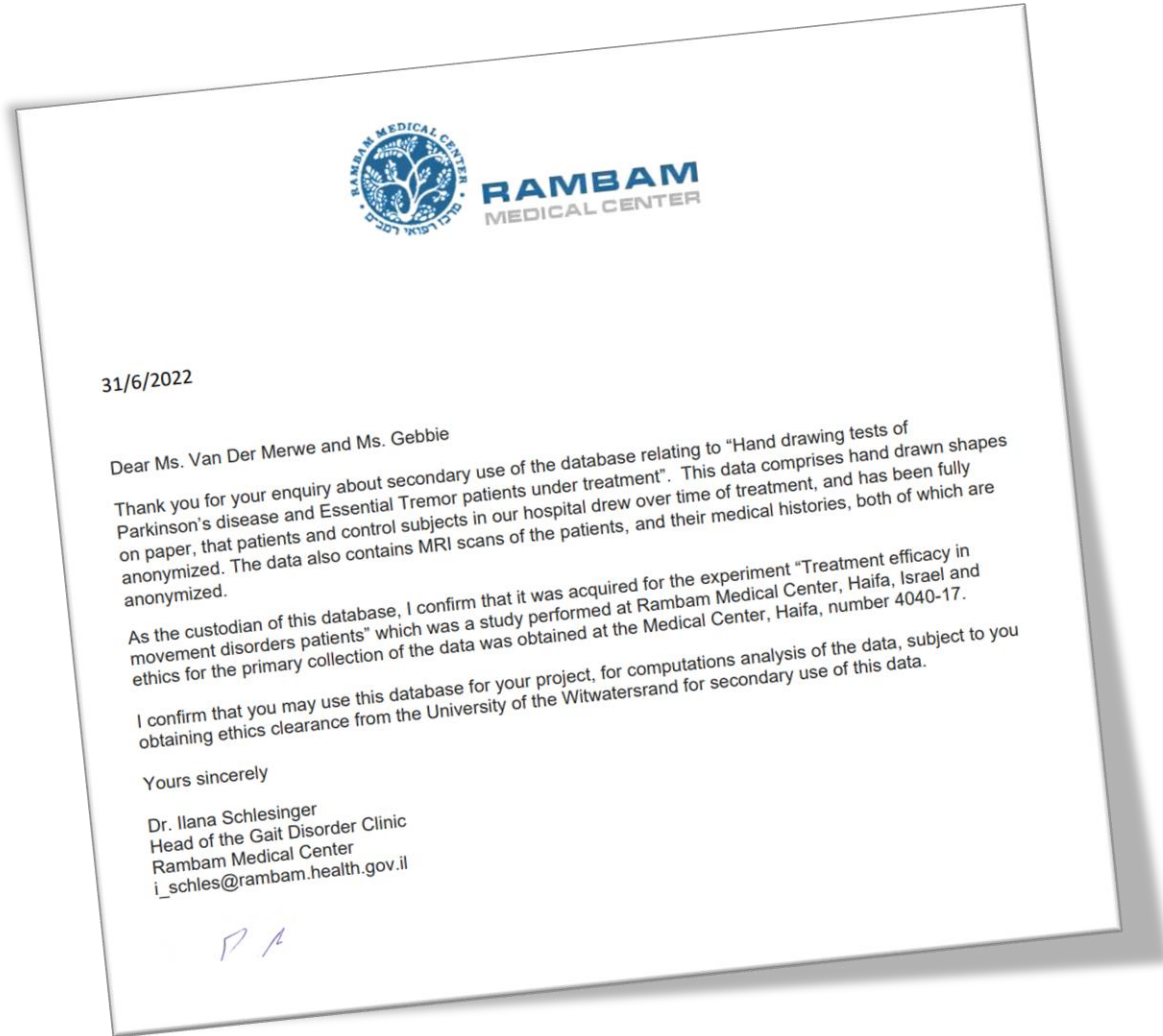 RAMBAM MEDICAL CENTER
מרכז רפואי רמב"ם
RAMBAM
MEDICAL CENTER
31/6/2022
Dear Ms. Van Der Merwe and Ms. Gebbie
Thank you for your enquiry about secondary use of the database relating to “Hand drawing tests of
Parkinson’s disease and Essential Tremor patients under treatment”. This data comprises hand drawn shapes
on paper, that patients and control subjects in our hospital drew over time of treatment, and has been fully
anonymized. The data also contains MRI scans of the patients, and their medical histories, both of which are
anonymized.
As the custodian of this database, I confirm that it was acquired for the experiment “Treatment efficacy in
movement disorders patients” which was a study performed at Rambam Medical Center, Haifa, Israel and
ethics for the primary collection of the data was obtained at the Medical Center, Haifa, number 4040-17.
I confirm that you may use this database for your project, for computations analysis of the data, subject to you
obtaining ethics clearance from the University of the Witwatersrand for secondary use of this data.
Yours sincerely
Dr. Ilana Schlesinger
Head of the Gait Disorder Clinic
Rambam Medical Center
i_schles@rambam.health.gov.il